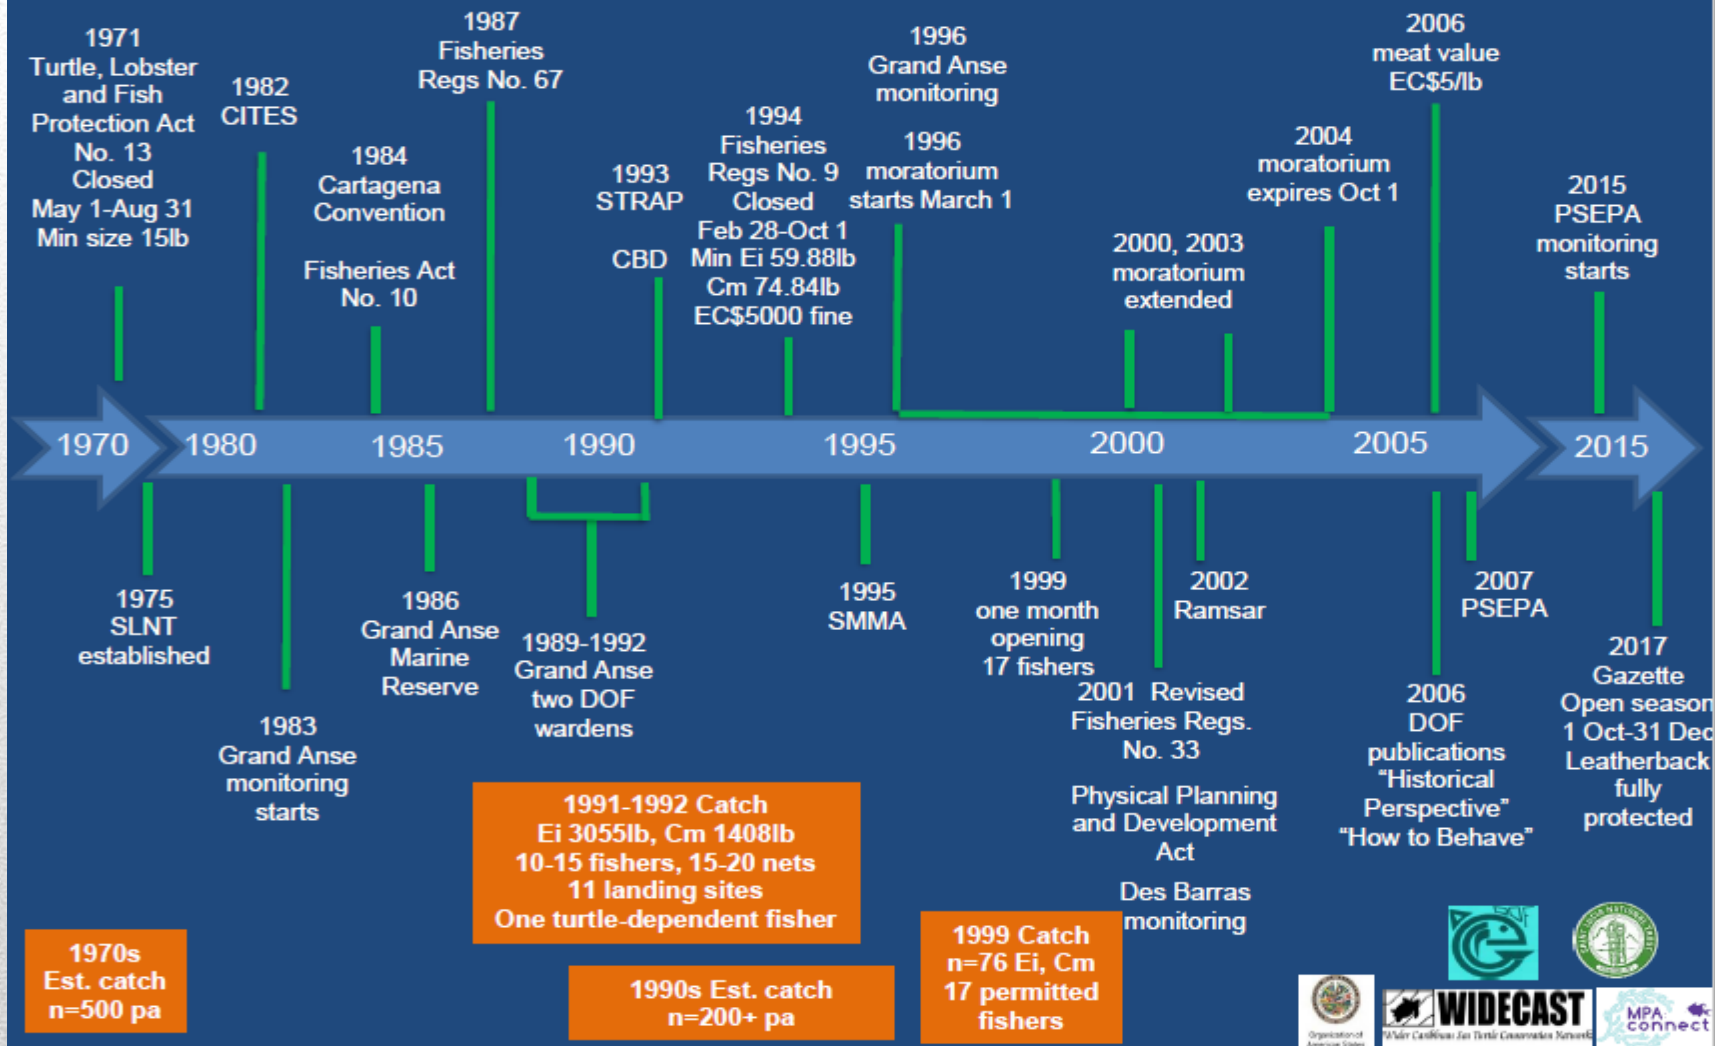 1971
Turtle, Lobster
and Fish
Protection Act
No. 13
Closed
May 1-Aug 31
Min size 15lb
1982
CITES
1984
Cartagena
Convention
Fisheries Act
No. 10
1987
Fisheries
Regs No. 67
1993
STRAP
CBD
1994
Fisheries
Regs No. 9
Closed
Feb 28-Oct 1
Min Ei 59.88lb
Cm 74.84lb
EC$5000 fine
1996
Grand Anse
monitoring
1996
moratorium
starts March 1
2000, 2003
moratorium
extended
2004
moratorium
expires Oct 1
2006
meat value
EC$5/lb
2015
PSEPA
monitoring
starts
1970
1980
1985
1990
1995
2000
2005
2015
1975
SLNT
established
1983
Grand Anse
monitoring
starts
1986
Grand Anse
Marine
Reserve
1989-1992
Grand Anse
two DOF
wardens
1995
SMMA
1999
one month
opening
17 fishers
2001 Revised
Fisheries Regs.
No. 33
Physical Planning
and Development
Act
Des Barras
monitoring
2002
Ramsar
2006
DOF
publications
“Historical
Perspective”
“How to Behave”
2007
PSEPA
2017
Gazette
Open season
1 Oct-31 Dec
Leatherback
fully
protected
1970s
Est. catch
n=500 pa
1991-1992 Catch
Ei 3055lb, Cm 1408lb
10-15 fishers, 15-20 nets
11 landing sites
One turtle-dependent fisher
1990s Est. catch
n=200+ pa
1999 Catch
n=76 Ei, Cm
17 permitted
fishers
Organization of
American States
WIDECAST
Wider Caribbean Sea Turtle Conservation Network
MPA
connect